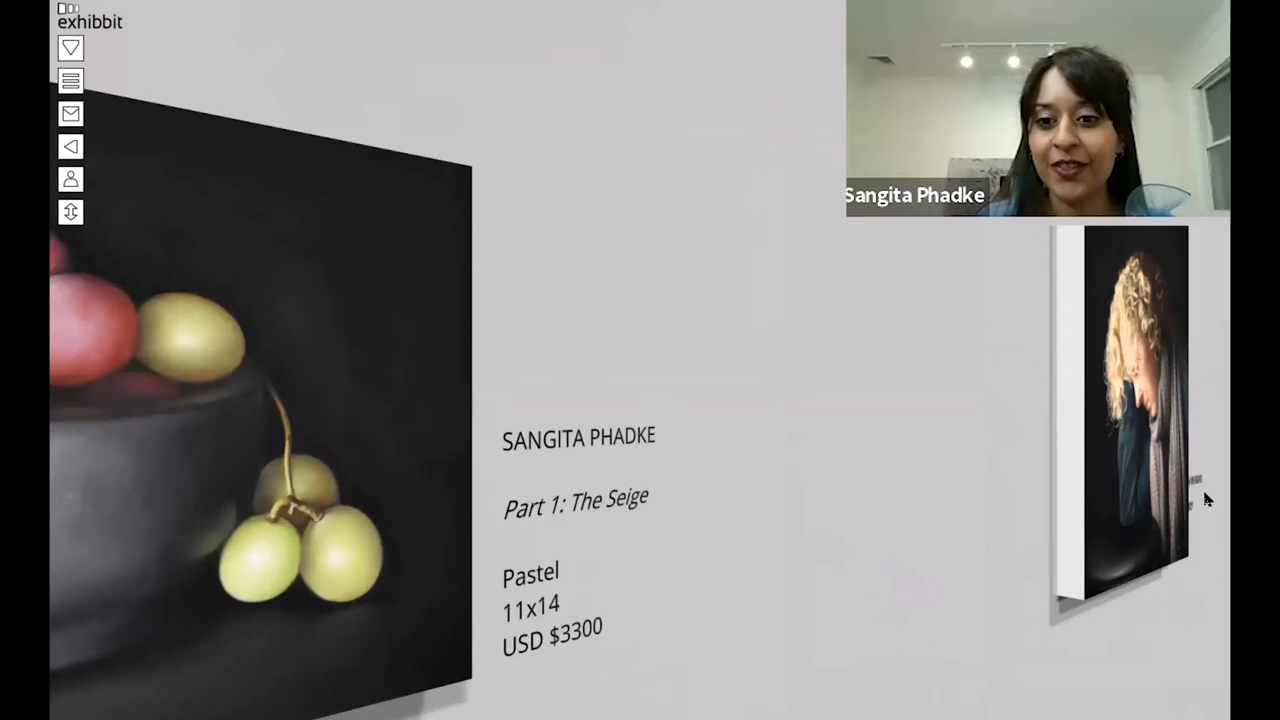 exhibbit
Sangita Phadke
SANGITA PHADKE
Part 1: The Seige
Pastel
11x14
USD $3300